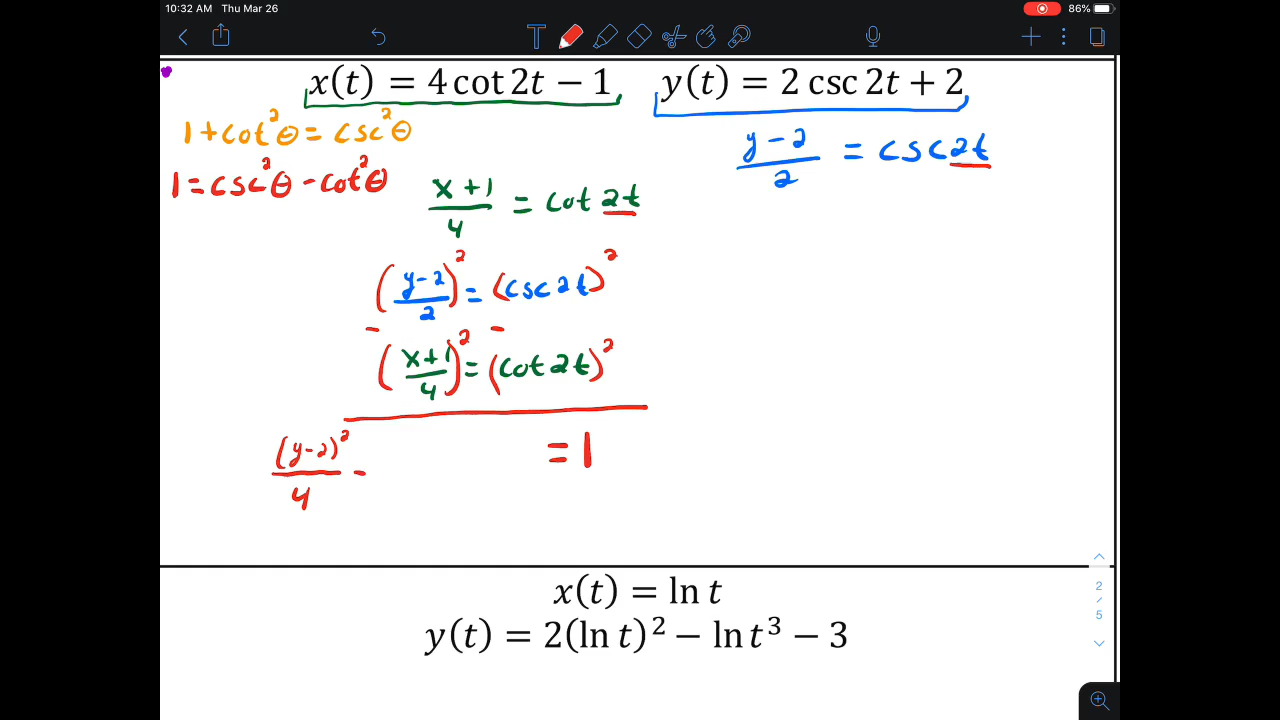 10:32 AM Thu Mar 26 86%
T
x(t) = 4 cot 2t − 1 y(t) = 2 csc 2t + 2
1 + cot²θ = csc²θ
(y − 2)/2 = csc 2t
1 = csc²θ − cot²θ
(x + 1)/4 = cot 2t
((y − 2)/2)² = (csc 2t)²
− −
((x + 1)/4)² = (cot 2t)²
(y − 2)²/4 − = 1
x(t) = ln t
y(t) = 2(ln t)² − ln t³ − 3
2
/
5